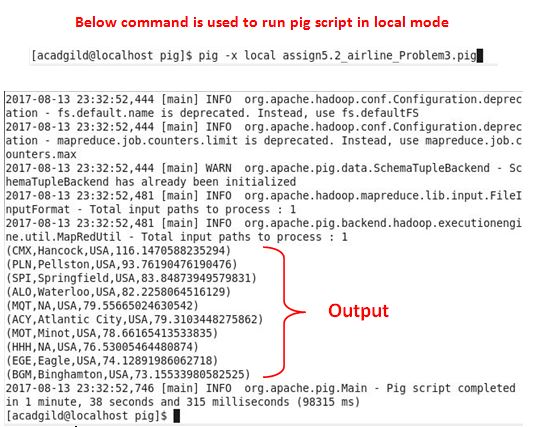 Below command is used to run pig script in local mode
[acadgild@localhost pig]$ pig -x local assign5.2_airline_Problem3.pig
2017-08-13 23:32:52,444 [main] INFO  org.apache.hadoop.conf.Configuration.deprec
ation - fs.default.name is deprecated. Instead, use fs.defaultFS
2017-08-13 23:32:52,444 [main] INFO  org.apache.hadoop.conf.Configuration.deprec
ation - mapreduce.job.counters.limit is deprecated. Instead, use mapreduce.job.c
ounters.max
2017-08-13 23:32:52,444 [main] WARN  org.apache.pig.data.SchemaTupleBackend - Sc
hemaTupleBackend has already been initialized
2017-08-13 23:32:52,481 [main] INFO  org.apache.hadoop.mapreduce.lib.input.FileI
nputFormat - Total input paths to process : 1
2017-08-13 23:32:52,481 [main] INFO  org.apache.pig.backend.hadoop.executionengi
ne.util.MapRedUtil - Total input paths to process : 1
(CMX,Hancock,USA,116.1470588235294)
(PLN,Pellston,USA,93.76190476190476)
(SPI,Springfield,USA,83.84873949579831)
(ALO,Waterloo,USA,82.2258064516129)
(MQT,NA,USA,79.55665024630542)
(ACY,Atlantic City,USA,79.3103448275862)
(MOT,Minot,USA,78.66165413533835)
(HHH,NA,USA,76.53005464480874)
(EGE,Eagle,USA,74.12891986062718)
(BGM,Binghamton,USA,73.15533980582525)
Output
2017-08-13 23:32:52,746 [main] INFO  org.apache.pig.Main - Pig script completed
in 1 minute, 38 seconds and 315 milliseconds (98315 ms)
[acadgild@localhost pig]$